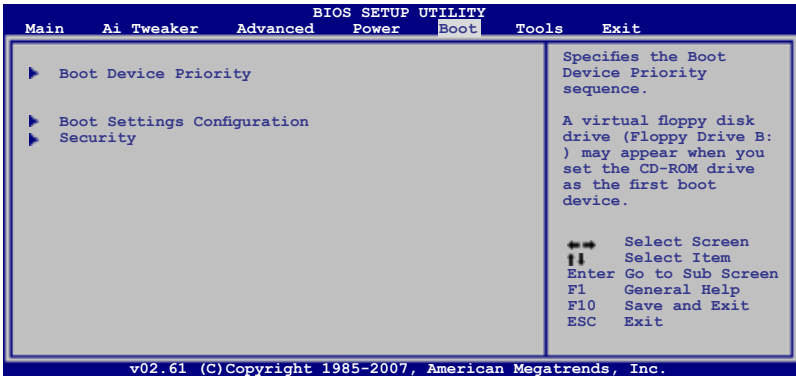 BIOS SETUP UTILITY
Main Ai Tweaker Advanced Power Boot Tools Exit
Boot Device Priority
Boot Settings Configuration
Security
Specifies the Boot
Device Priority
sequence.
A virtual floppy disk
drive (Floppy Drive B:
) may appear when you
set the CD-ROM drive
as the first boot
device.
Select Screen
Select Item
Enter Go to Sub Screen
F1 General Help
F10 Save and Exit
ESC Exit
v02.61 (C)Copyright 1985-2007, American Megatrends, Inc.